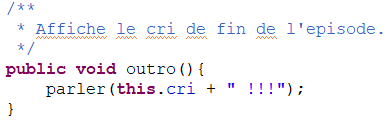 /**
 * Affiche le cri de fin de l'episode.
 */
public void outro(){
    parler(this.cri + " !!!");
}